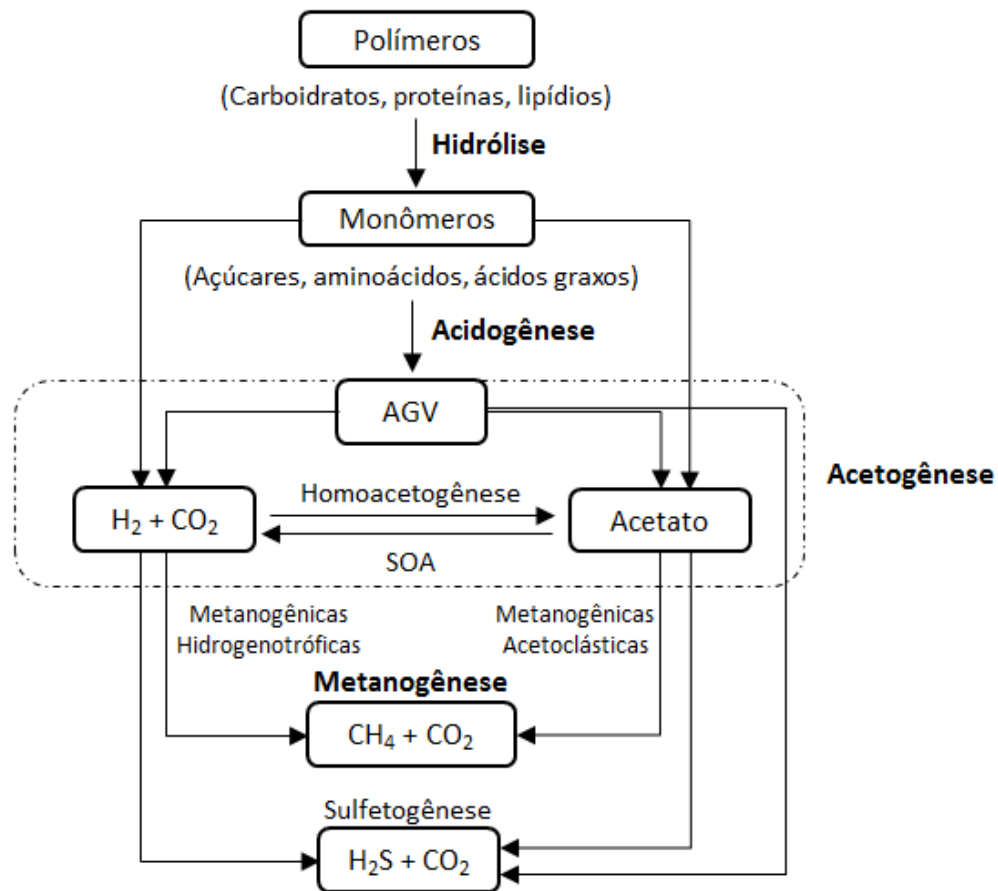 Polímeros
(Carboidratos, proteínas, lipídios)
Hidrólise
Monômeros
(Açúcares, aminoácidos, ácidos graxos)
Acidogênese
AGV
Acetogênese
Homoacetogênese
H₂ + CO₂
Acetato
SOA
Metanogênicas
Hidrogenotróficas
Metanogênicas
Acetoclásticas
Metanogênese
CH₄ + CO₂
Sulfetogênese
H₂S + CO₂